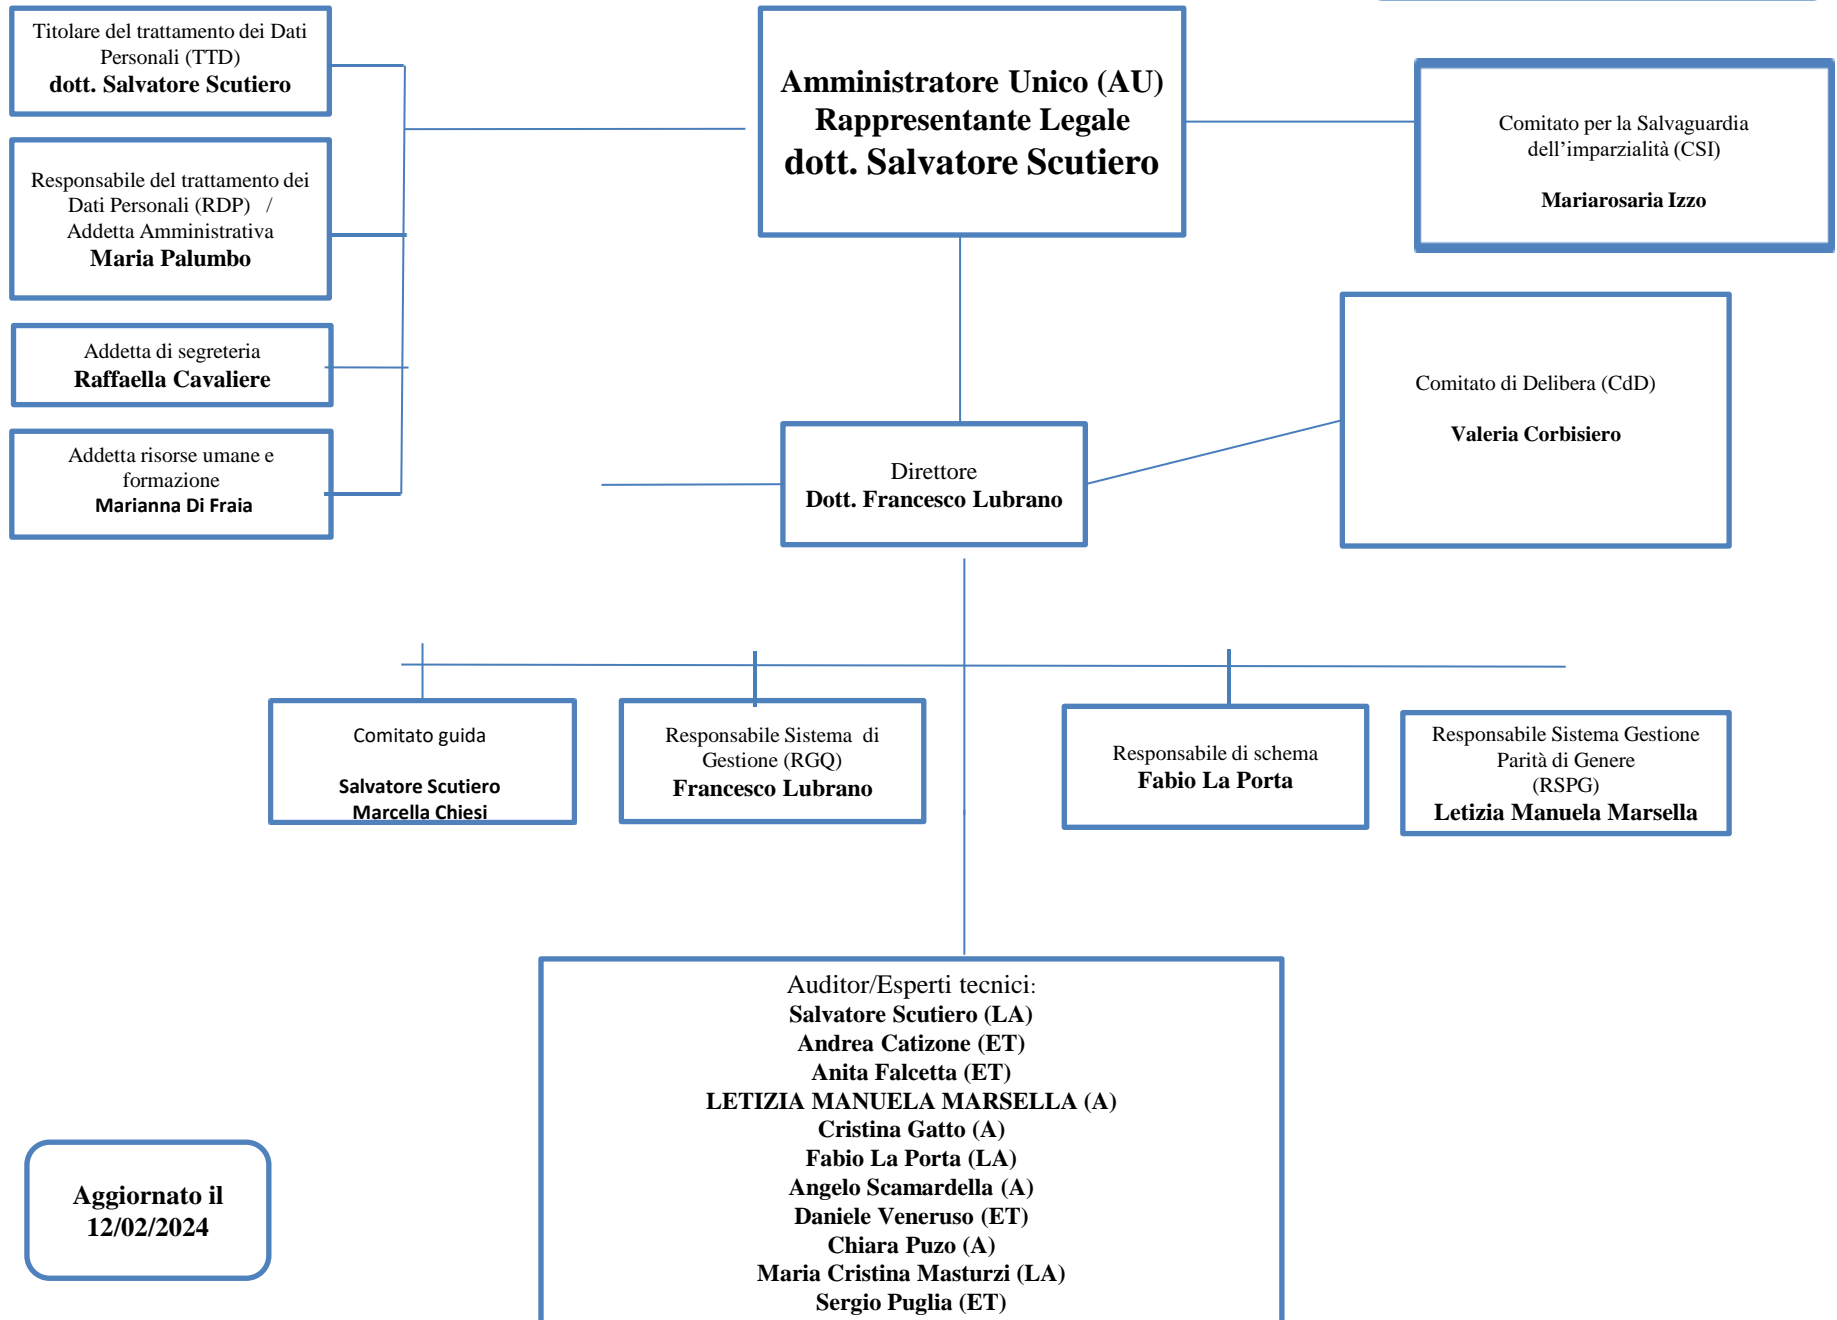 Titolare del trattamento dei Dati
Personali (TTD)
dott. Salvatore Scutiero
Amministratore Unico (AU)
Rappresentante Legale
dott. Salvatore Scutiero
Comitato per la Salvaguardia
dell’imparzialità (CSI)
Mariarosaria Izzo
Responsabile del trattamento dei
Dati Personali (RDP) /
Addetta Amministrativa
Maria Palumbo
Addetta di segreteria
Raffaella Cavaliere
Addetta risorse umane e
formazione
Marianna Di Fraia
Comitato di Delibera (CdD)
Valeria Corbisiero
Direttore
Dott. Francesco Lubrano
Comitato guida
Salvatore Scutiero
Marcella Chiesi
Responsabile Sistema di
Gestione (RGQ)
Francesco Lubrano
Responsabile di schema
Fabio La Porta
Responsabile Sistema Gestione
Parità di Genere
(RSPG)
Letizia Manuela Marsella
Auditor/Esperti tecnici:
Salvatore Scutiero (LA)
Andrea Catizone (ET)
Anita Falcetta (ET)
LETIZIA MANUELA MARSELLA (A)
Cristina Gatto (A)
Fabio La Porta (LA)
Angelo Scamardella (A)
Daniele Veneruso (ET)
Chiara Puzo (A)
Maria Cristina Masturzi (LA)
Sergio Puglia (ET)
Aggiornato il
12/02/2024